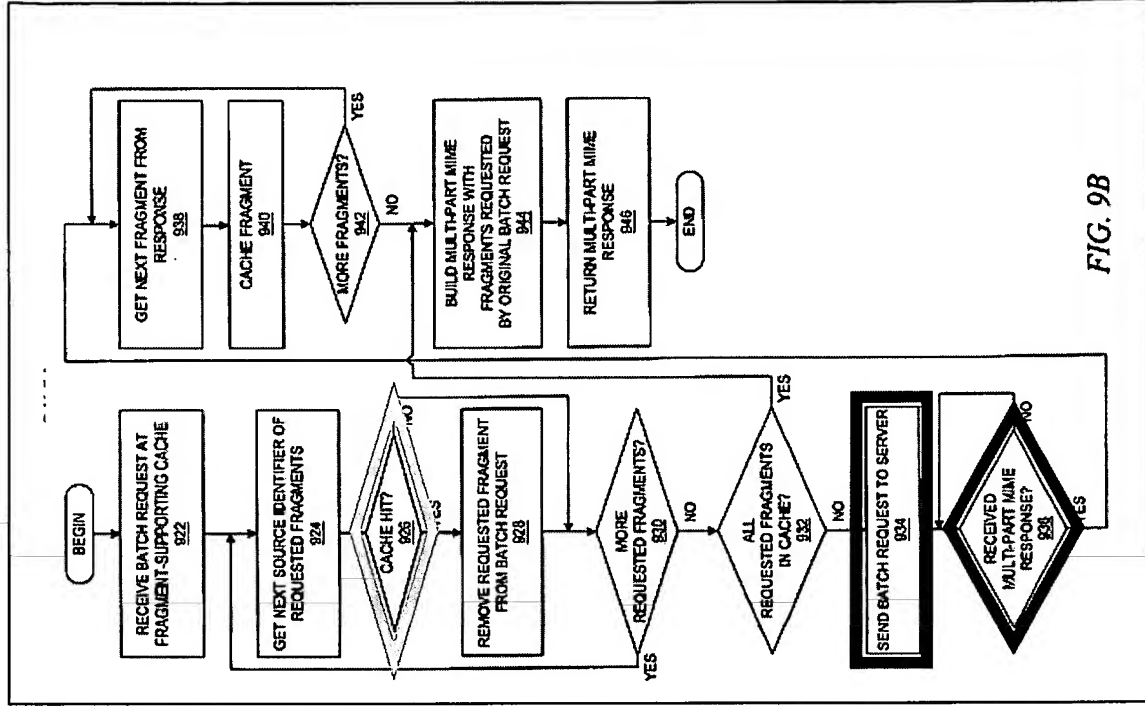 BEGIN
RECEIVE BATCH REQUEST AT
FRAGMENT-SUPPORTING CACHE
922
GET NEXT SOURCE IDENTIFIER OF
REQUESTED FRAGMENTS
924
CACHE HIT?
926
NO
YES
REMOVE REQUESTED FRAGMENT
FROM BATCH REQUEST
928
MORE
REQUESTED FRAGMENTS?
930
YES
NO
ALL
REQUESTED FRAGMENTS
IN CACHE?
932
YES
NO
SEND BATCH REQUEST TO SERVER
934
RECEIVED
MULTI-PART MIME
RESPONSE?
936
NO
YES
GET NEXT FRAGMENT FROM
RESPONSE
938
CACHE FRAGMENT
940
MORE FRAGMENTS?
942
YES
NO
BUILD MULTI-PART MIME
RESPONSE WITH
FRAGMENTS REQUESTED
BY ORIGINAL BATCH REQUEST
944
RETURN MULTI-PART MIME
RESPONSE
946
END
FIG. 9B